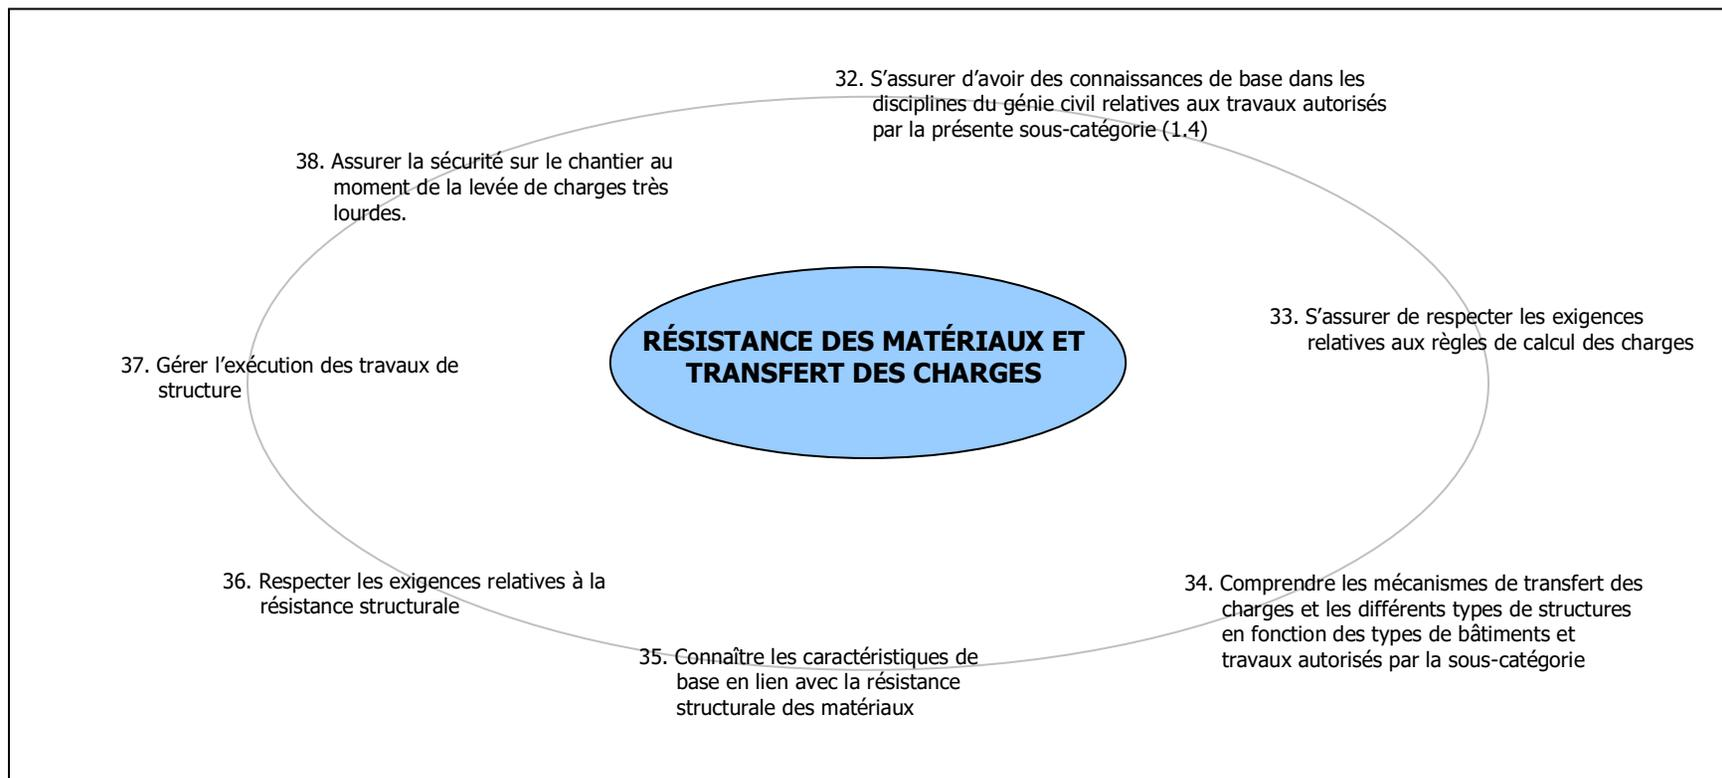 32. S'assurer d'avoir des connaissances de base dans les
disciplines du génie civil relatives aux travaux autorisés
par la présente sous-catégorie (1.4)
38. Assurer la sécurité sur le chantier au
moment de la levée de charges très
lourdes.
RÉSISTANCE DES MATÉRIAUX ET
TRANSFERT DES CHARGES
33. S'assurer de respecter les exigences
relatives aux règles de calcul des charges
37. Gérer l'exécution des travaux de
structure
36. Respecter les exigences relatives à la
résistance structurale
34. Comprendre les mécanismes de transfert des
charges et les différents types de structures
en fonction des types de bâtiments et
travaux autorisés par la sous-catégorie
35. Connaître les caractéristiques de
base en lien avec la résistance
structurale des matériaux